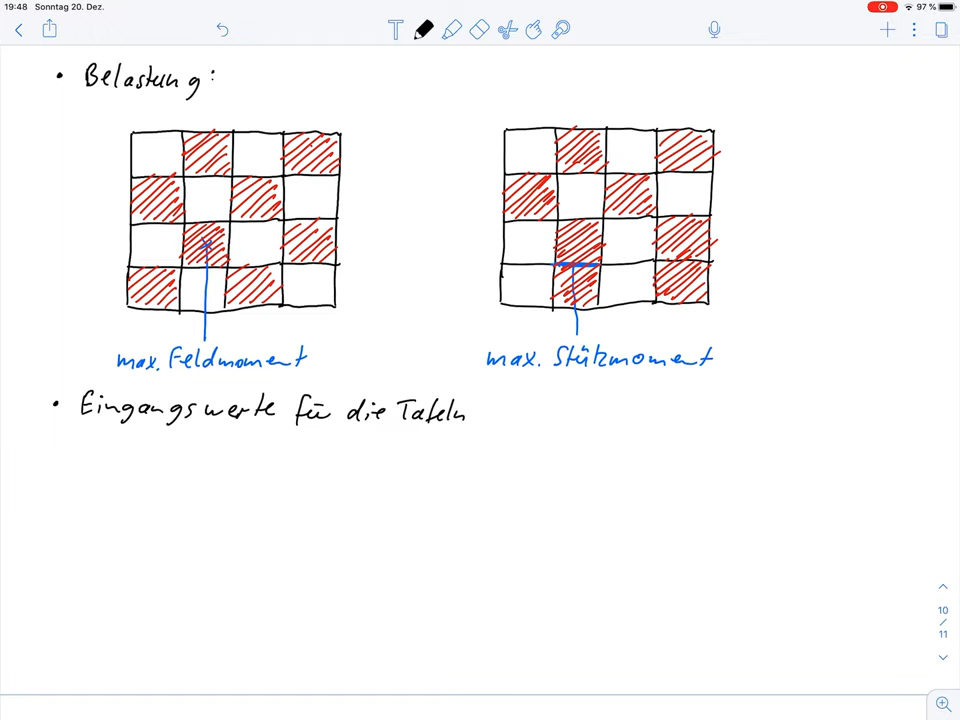 19:48 Sonntag 20. Dez. 97 %
• Belastung:
max. Feldmoment
max. Stützmoment
• Eingangswerte für die Tafeln
10
/
11